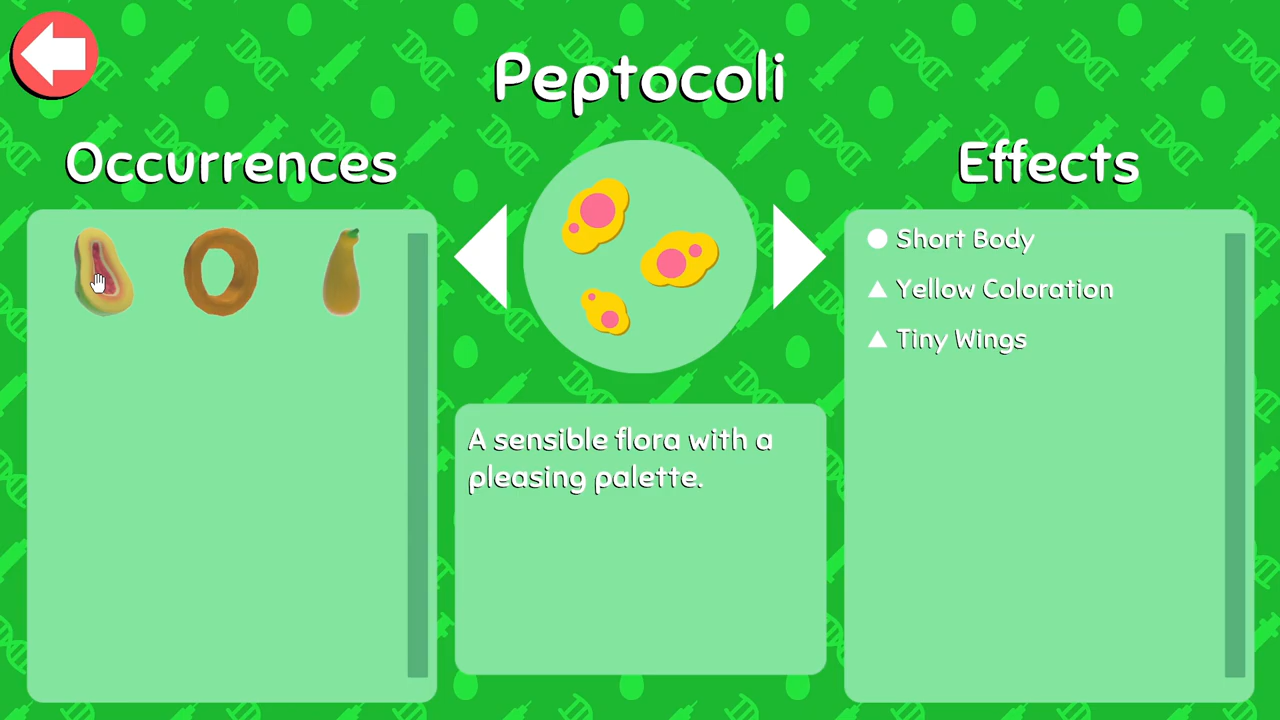 Peptocoli
Occurrences
Effects
Short Body
Yellow Coloration
Tiny Wings
A sensible flora with a
pleasing palette.